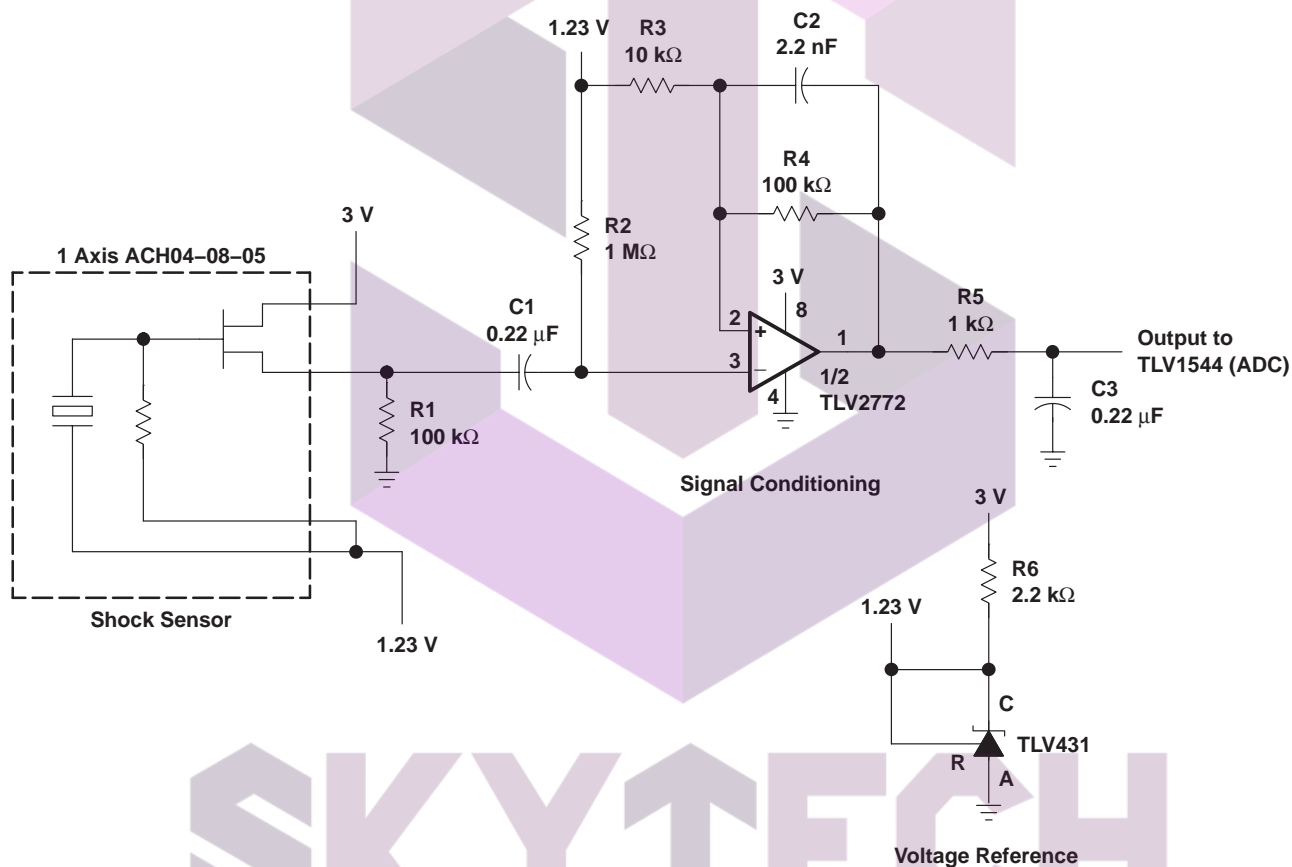 1.23 V
R3
10 kΩ
C2
2.2 nF
R4
100 kΩ
3 V
R2
1 MΩ
1 Axis ACH04–08–05
C1
0.22 μF
3 V
8
2
+
3
–
1
4
1/2
TLV2772
R5
1 kΩ
Output to
TLV1544 (ADC)
C3
0.22 μF
R1
100 kΩ
Signal Conditioning
3 V
R6
2.2 kΩ
1.23 V
Shock Sensor
1.23 V
C
TLV431
R
A
SKYTECH
Voltage Reference